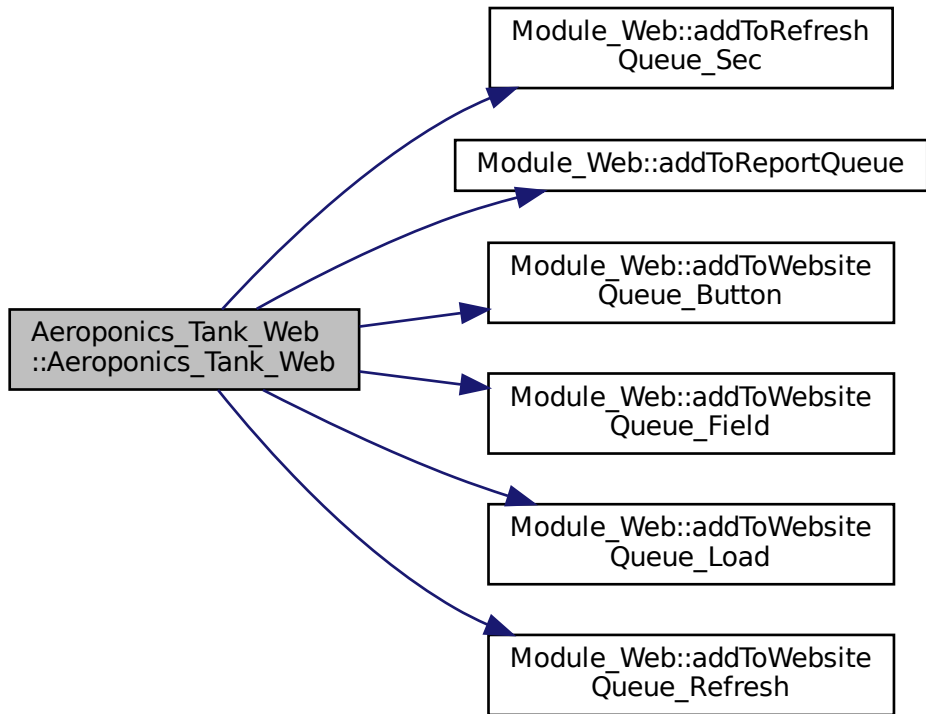 Module_Web::addToRefresh
Queue_Sec
Module_Web::addToReportQueue
Module_Web::addToWebsite
Queue_Button
Aeroponics_Tank_Web
::Aeroponics_Tank_Web
Module_Web::addToWebsite
Queue_Field
Module_Web::addToWebsite
Queue_Load
Module_Web::addToWebsite
Queue_Refresh